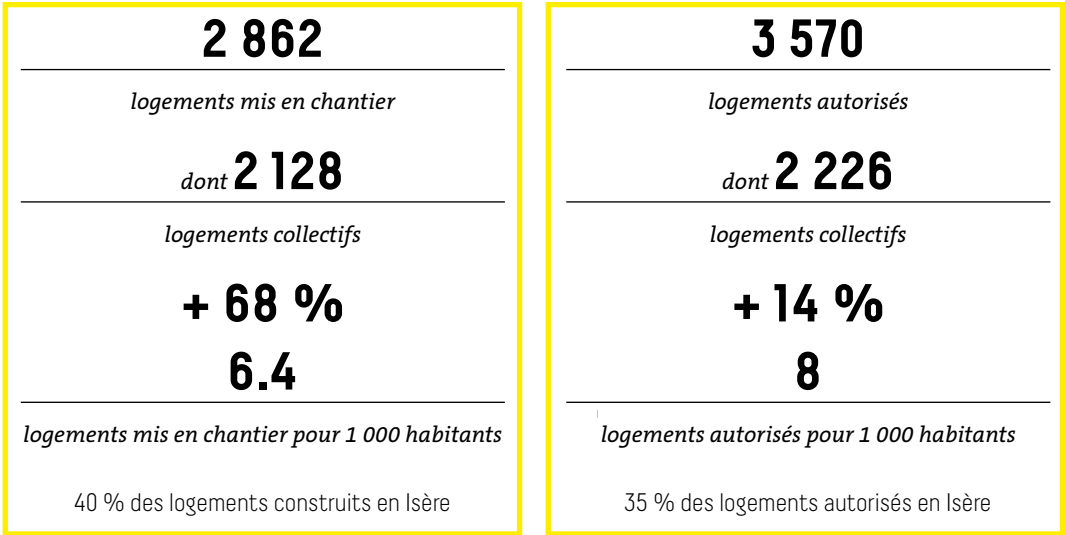 2 862
logements mis en chantier
dont 2 128
logements collectifs
+ 68 %
6.4
logements mis en chantier pour 1 000 habitants
40 % des logements construits en Isère
3 570
logements autorisés
dont 2 226
logements collectifs
+ 14 %
8
logements autorisés pour 1 000 habitants
35 % des logements autorisés en Isère